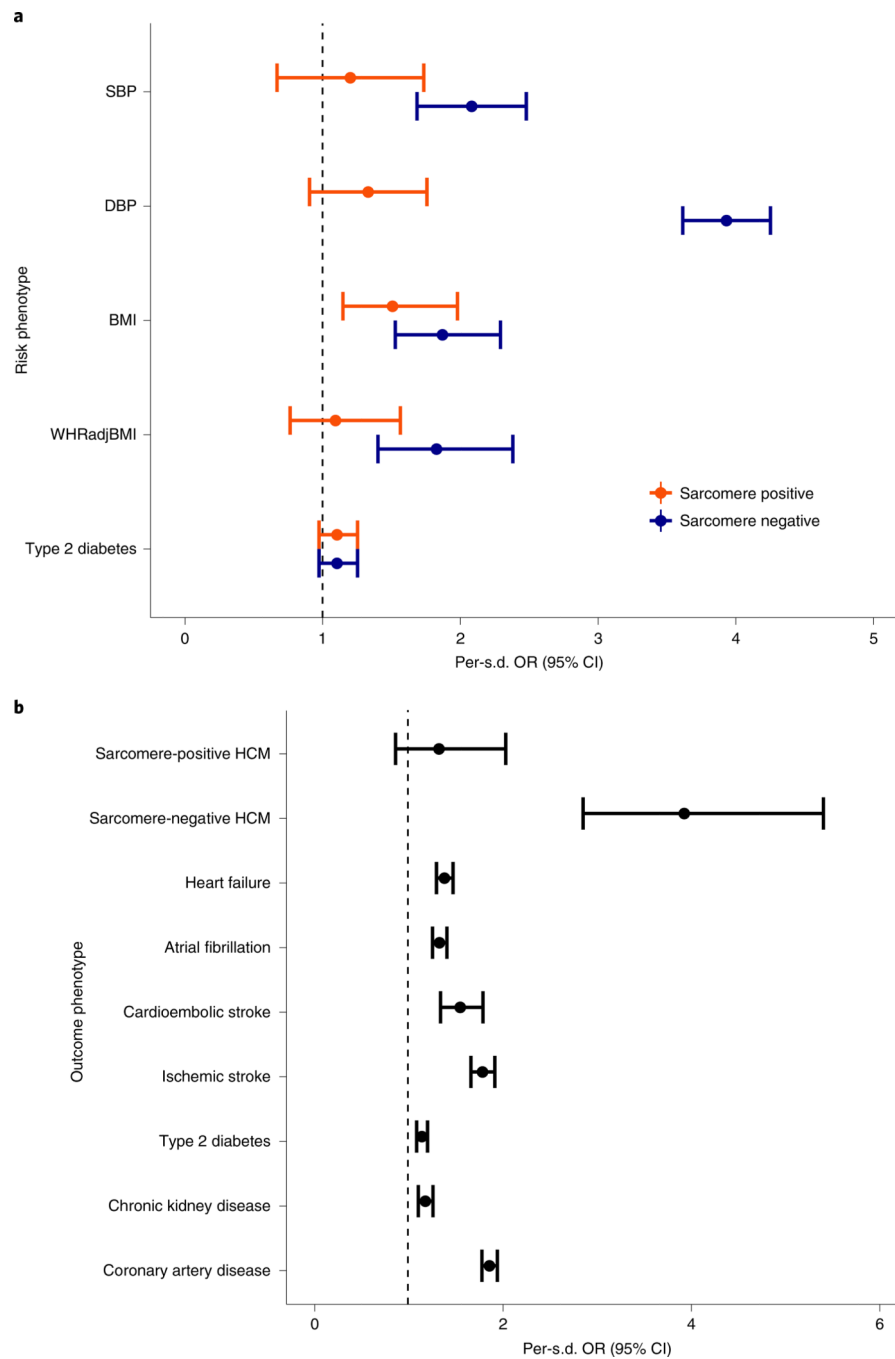 a
SBP
DBP
BMI
WHRadjBMI
Type 2 diabetes
Risk phenotype
Sarcomere positive
Sarcomere negative
0 1 2 3 4 5
Per-s.d. OR (95% CI)
b
Sarcomere-positive HCM
Sarcomere-negative HCM
Heart failure
Atrial fibrillation
Cardioembolic stroke
Ischemic stroke
Type 2 diabetes
Chronic kidney disease
Coronary artery disease
Outcome phenotype
0 2 4 6
Per-s.d. OR (95% CI)